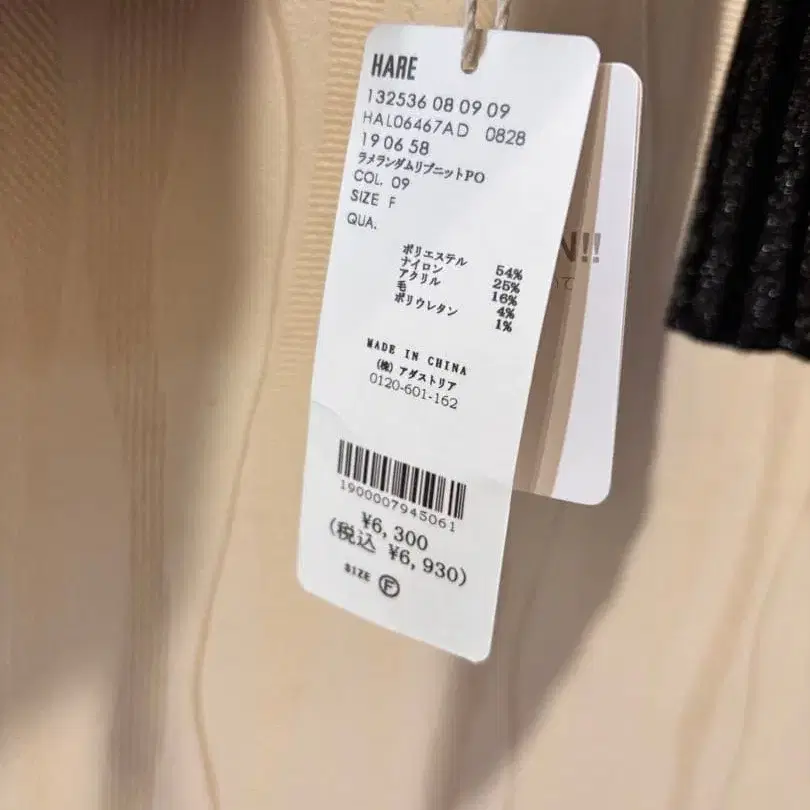 HARE
132536 08 09 09
HAL06467AD 0828
19 06 58
ラメランダムリブニットPO
COL. 09
SIZE F
QUA.
ポリエステル 54%
ナイロン 25%
アクリル 16%
毛 4%
ポリウレタン 1%
MADE IN CHINA
(株) アダストリア
0120-601-162
1900007945061
¥6,300
(税込 ¥6,930)
SIZE F
N!!